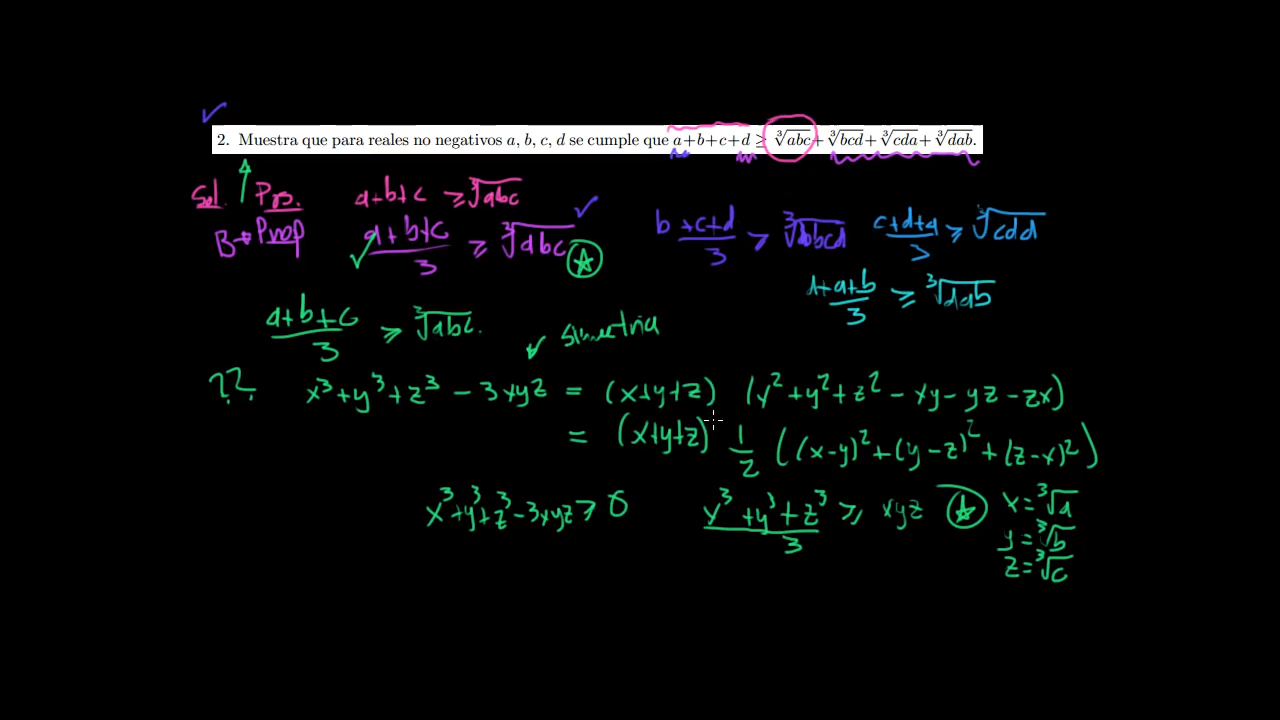 2. Muestra que para reales no negativos a, b, c, d se cumple que a+b+c+d ≥ ∛abc + ∛bcd + ∛cda + ∛dab.
Sol. Prs. a+b+c ≥ ∛abc
B→Prop (a+b+c)/3 ≥ ∛abc ☆ (b+c+d)/3 ≥ ∛bcd (c+d+a)/3 ≥ ∛cda
(d+a+b)/3 ≥ ∛dab
(a+b+c)/3 ≥ ∛abc. ✓ simetria
?? x³+y³+z³ - 3xyz = (x+y+z) (x²+y²+z² - xy - yz - zx)
= (x+y+z) 1/2 ((x-y)²+(y-z)²+(z-x)²)
x³+y³+z³-3xyz ≥ 0 (x³+y³+z³)/3 ≥ xyz ☆ x=∛a
y=∛b
z=∛c